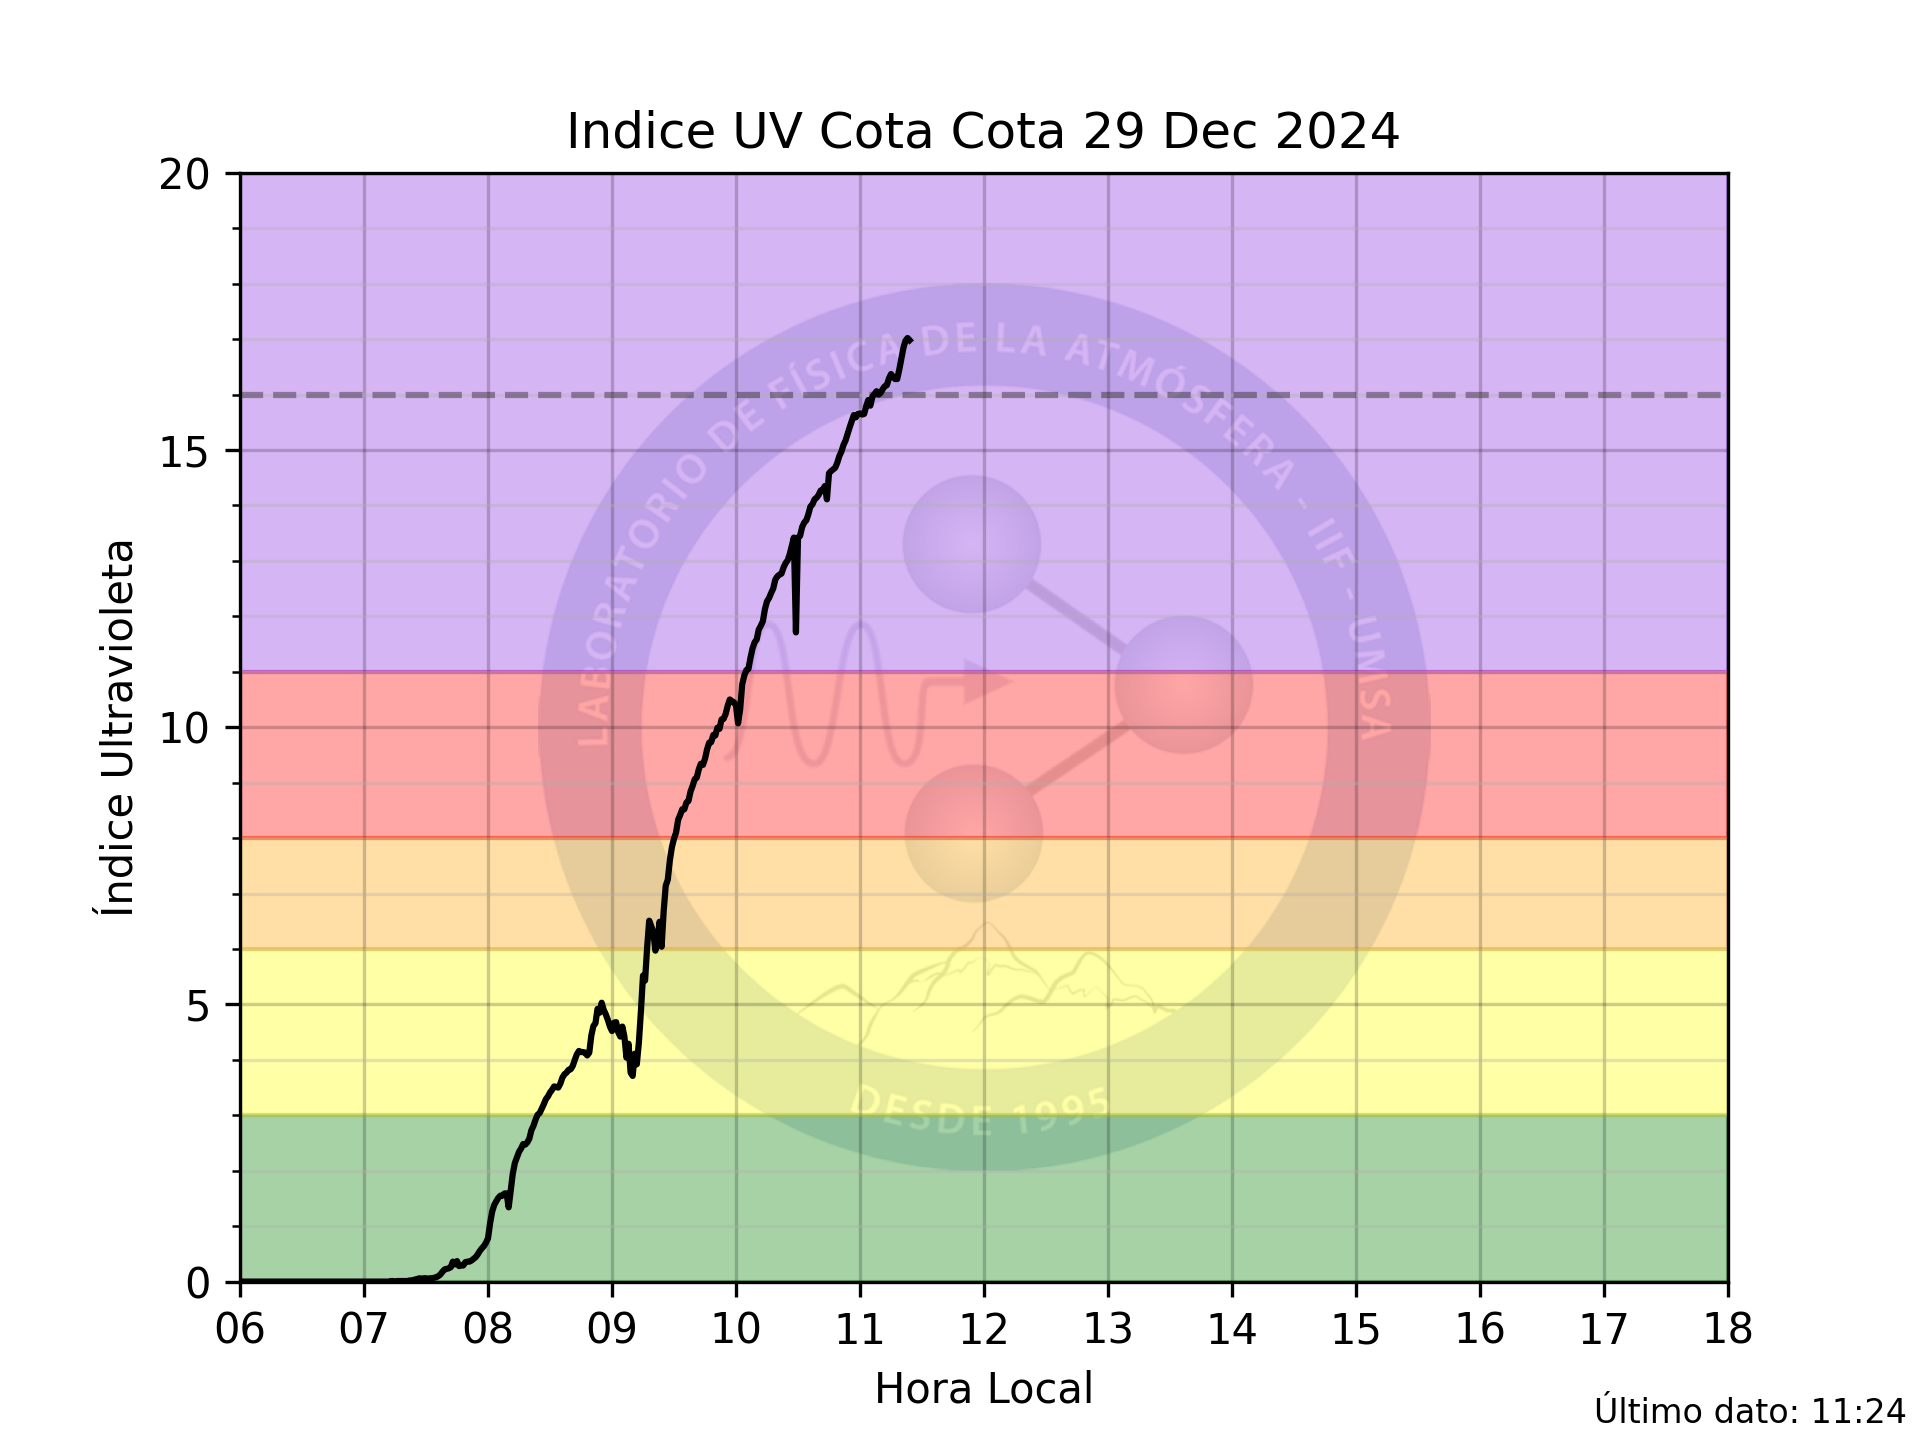 Indice UV Cota Cota 29 Dec 2024
20
15
10
5
0
Índice Ultravioleta
LABORATORIO DE FÍSICA DE LA ATMÓSFERA - IIF - UMSA
DESDE 1995
06 07 08 09 10 11 12 13 14 15 16 17 18
Hora Local
Último dato: 11:24